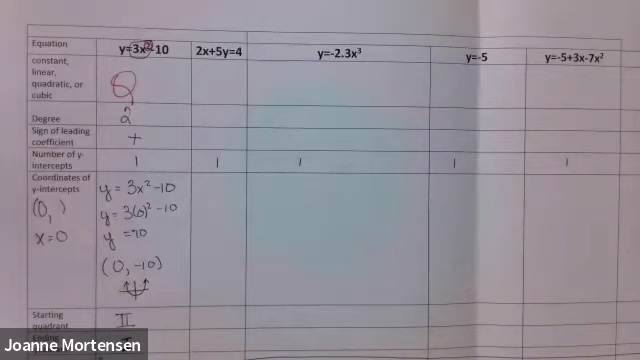 Equation y=3x²-10 2x+5y=4 y=-2.3x³ y=-5 y=-5+3x-7x²
constant,
linear,
quadratic, or
cubic
Q
Degree 2
Sign of leading
coefficient +
Number of y-
intercepts 1 1 1 1 1
Coordinates of
y-intercepts
(0, )
x=0
y = 3x²-10
y = 3(0)²-10
y = -10
(0, -10)
Starting
quadrant II
Joanne Mortensen